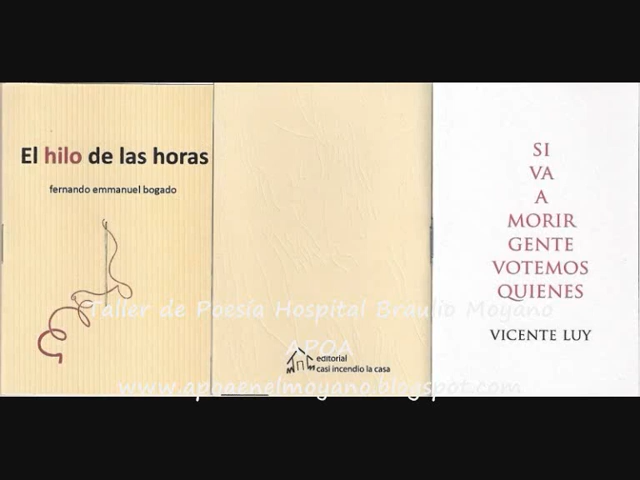 El hilo de las horas
fernando emmanuel bogado
editorial
casi incendio la casa
SI
VA
A
MORIR
GENTE
VOTEMOS
QUIENES
VICENTE LUY
Taller de Poesía Hospital Braulio Moyano
APOA
www.apoaenelmoyano.blogspot.com